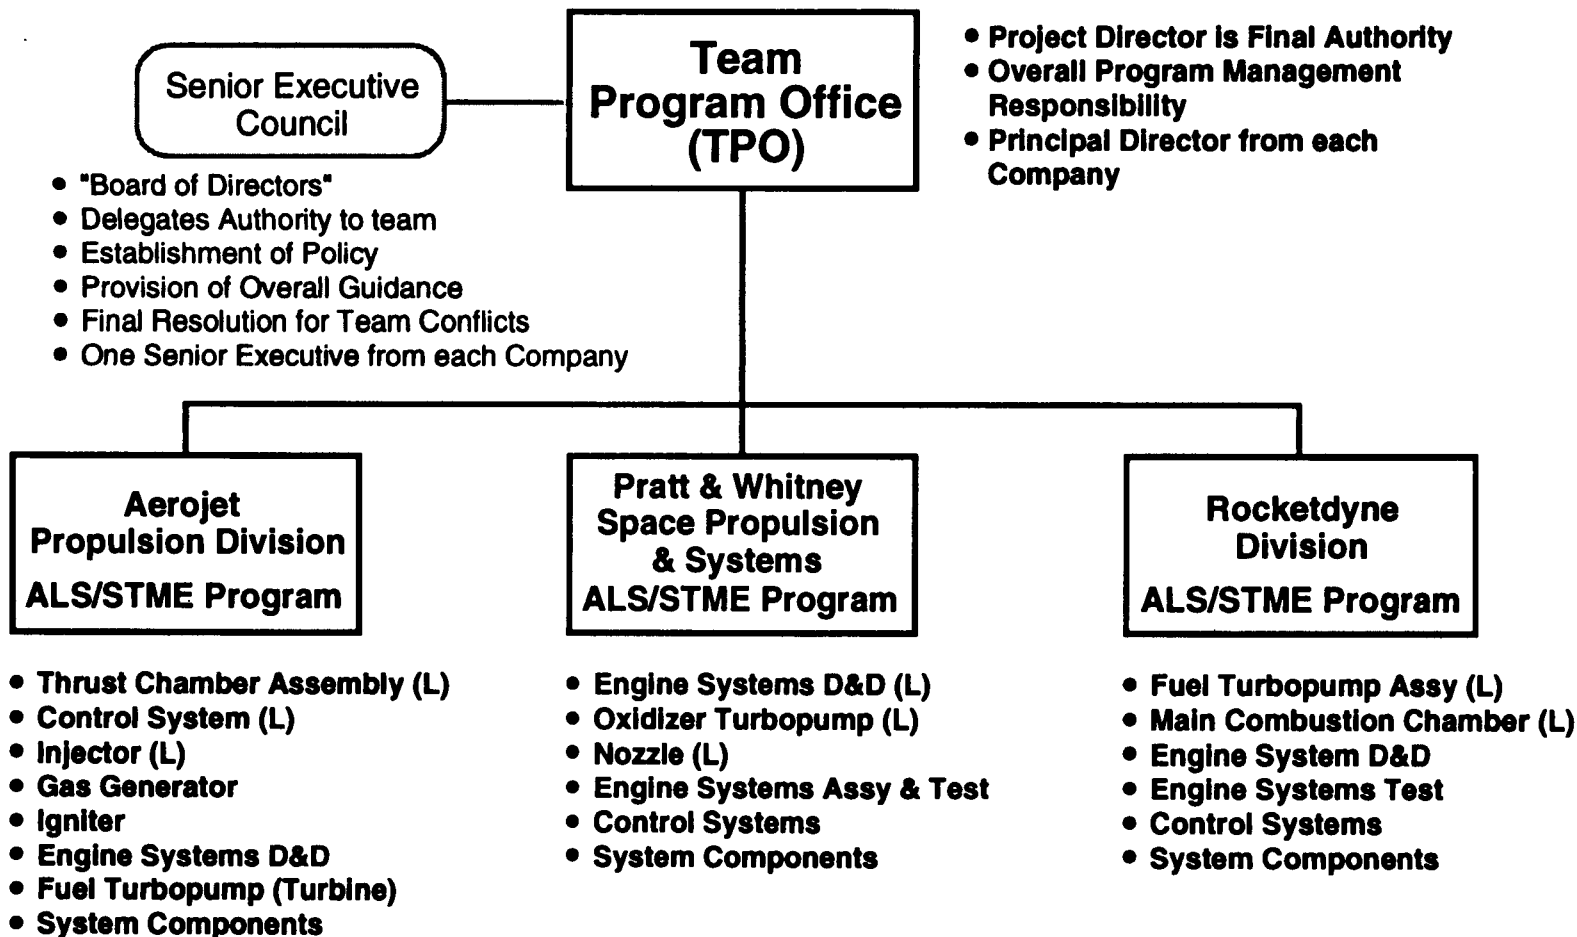 Senior Executive
Council
• "Board of Directors"
• Delegates Authority to team
• Establishment of Policy
• Provision of Overall Guidance
• Final Resolution for Team Conflicts
• One Senior Executive from each Company
Team
Program Office
(TPO)
• Project Director is Final Authority
• Overall Program Management
Responsibility
• Principal Director from each
Company
Aerojet
Propulsion Division
ALS/STME Program
• Thrust Chamber Assembly (L)
• Control System (L)
• Injector (L)
• Gas Generator
• Igniter
• Engine Systems D&D
• Fuel Turbopump (Turbine)
• System Components
Pratt & Whitney
Space Propulsion
& Systems
ALS/STME Program
• Engine Systems D&D (L)
• Oxidizer Turbopump (L)
• Nozzle (L)
• Engine Systems Assy & Test
• Control Systems
• System Components
Rocketdyne
Division
ALS/STME Program
• Fuel Turbopump Assy (L)
• Main Combustion Chamber (L)
• Engine System D&D
• Engine Systems Test
• Control Systems
• System Components